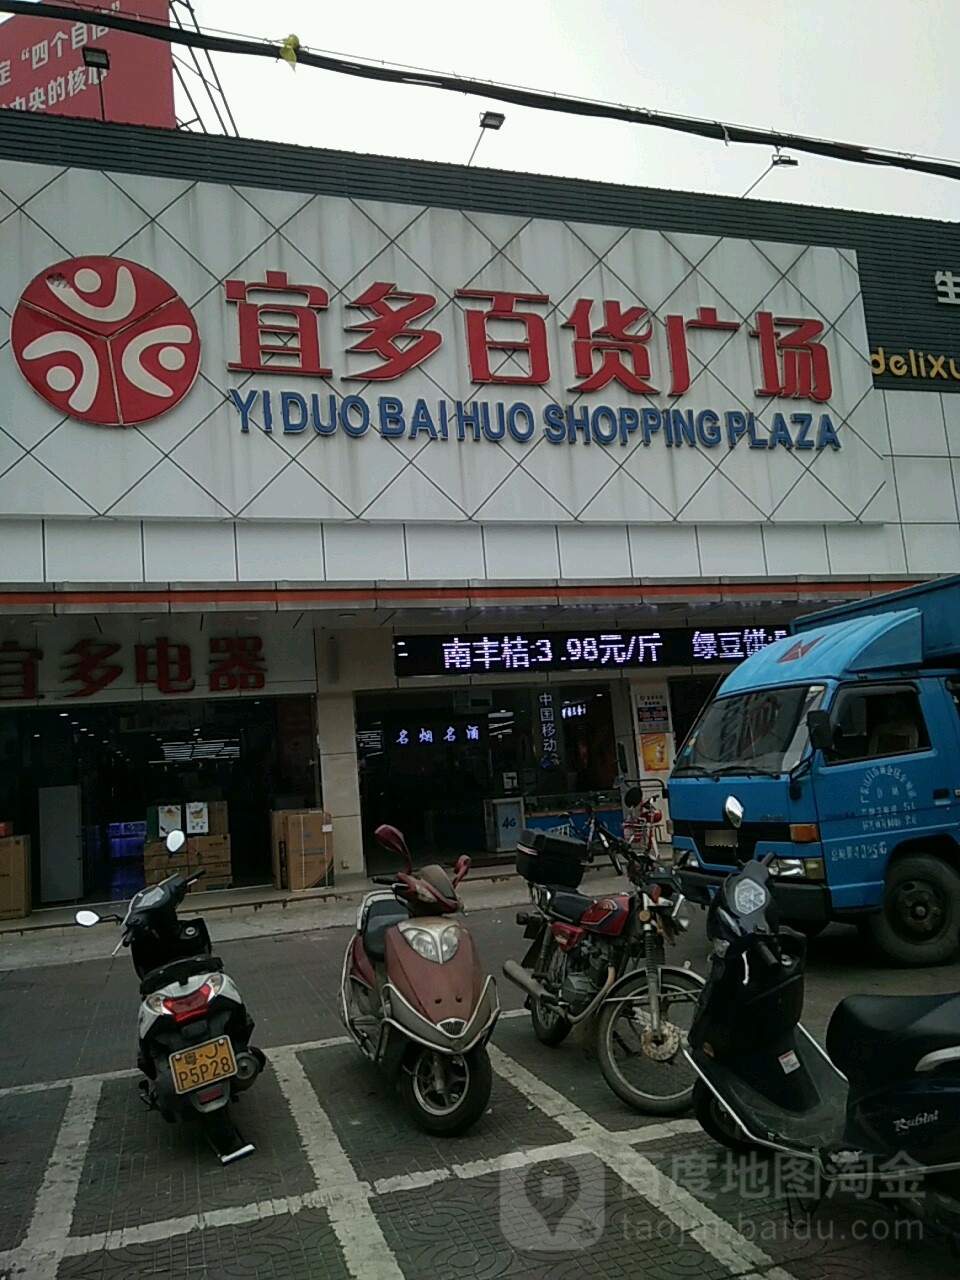 定“四个自信”
中央的核心
宜多百货广场
YI DUO BAI HUO SHOPPING PLAZA
生
delixu
宜多电器
南丰桔:3.98元/斤 绿豆饼:
名烟名酒
中国移动
4G
粤·J
P5P28
Rubini
百度地图淘金
taojin.baidu.com